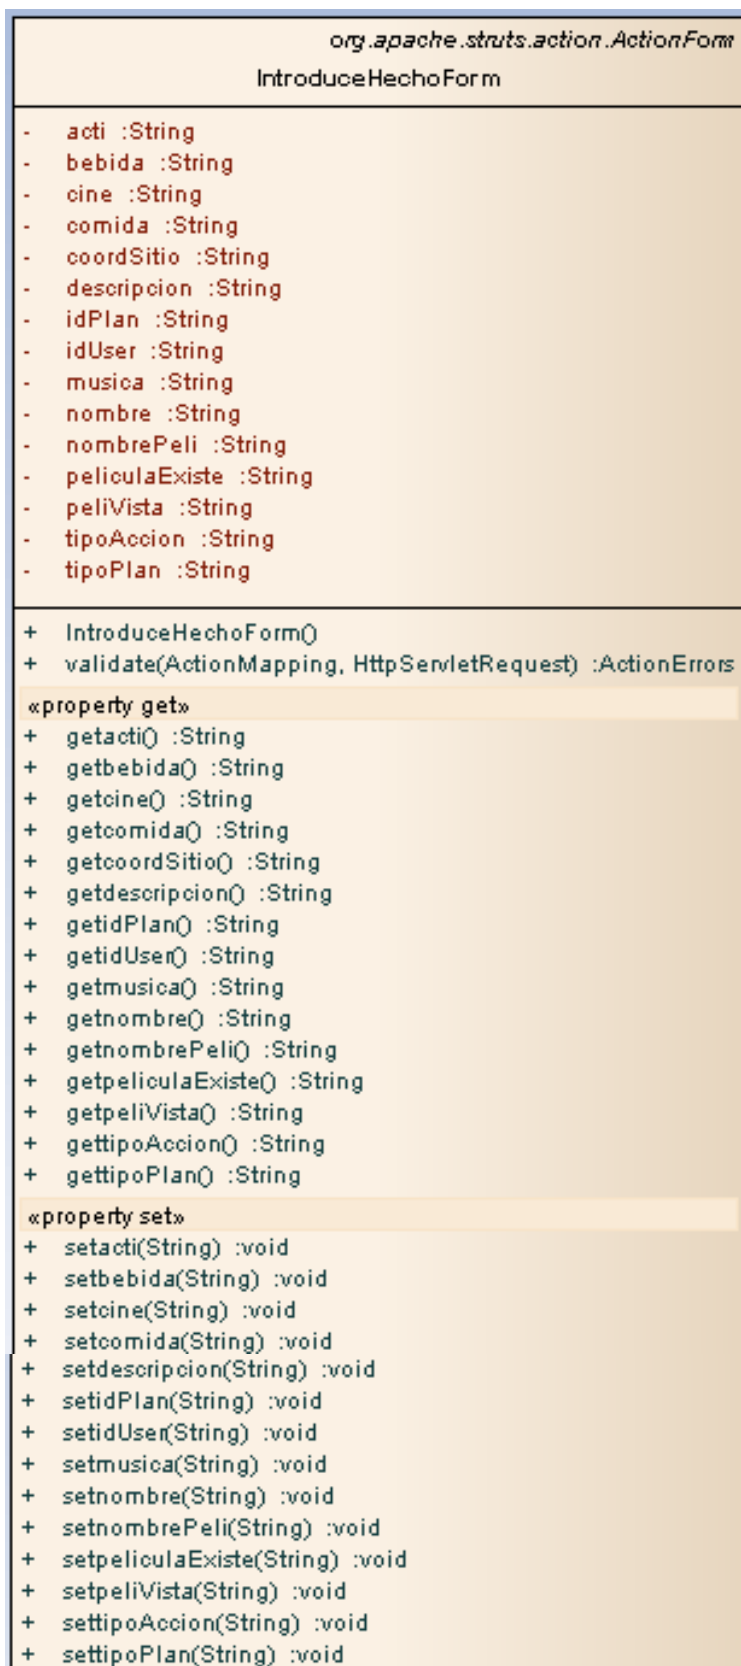 org.apache.struts.action.ActionForm
IntroduceHechoForm
- acti :String
- bebida :String
- cine :String
- comida :String
- coordSitio :String
- descripcion :String
- idPlan :String
- idUser :String
- musica :String
- nombre :String
- nombrePeli :String
- peliculaExiste :String
- peliVista :String
- tipoAccion :String
- tipoPlan :String
+ IntroduceHechoForm()
+ validate(ActionMapping, HttpServletRequest) :ActionErrors
«property get»
+ getacti() :String
+ getbebida() :String
+ getcine() :String
+ getcomida() :String
+ getcoordSitio() :String
+ getdescripcion() :String
+ getidPlan() :String
+ getidUser() :String
+ getmusica() :String
+ getnombre() :String
+ getnombrePeli() :String
+ getpeliculaExiste() :String
+ getpeliVista() :String
+ gettipoAccion() :String
+ gettipoPlan() :String
«property set»
+ setacti(String) :void
+ setbebida(String) :void
+ setcine(String) :void
+ setcomida(String) :void
+ setdescripcion(String) :void
+ setidPlan(String) :void
+ setidUser(String) :void
+ setmusica(String) :void
+ setnombre(String) :void
+ setnombrePeli(String) :void
+ setpeliculaExiste(String) :void
+ setpeliVista(String) :void
+ settipoAccion(String) :void
+ settipoPlan(String) :void